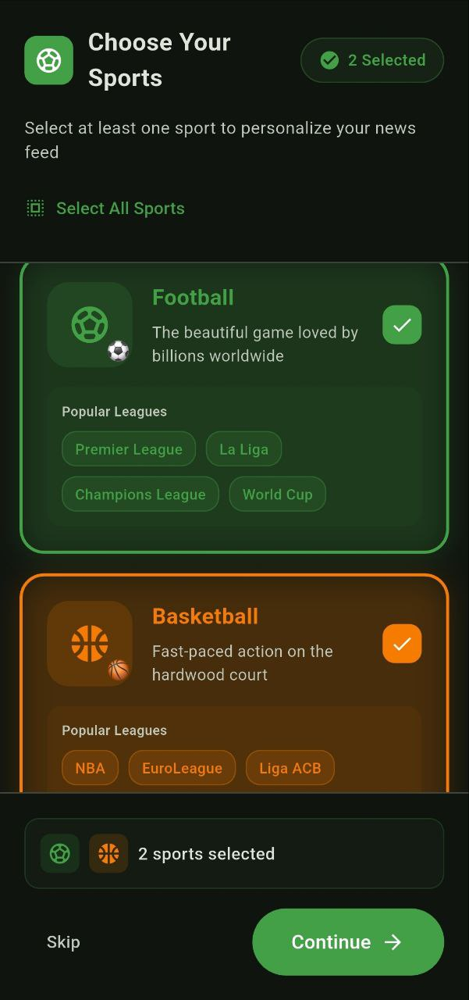 Choose Your
Sports
2 Selected
Select at least one sport to personalize your news
feed
Select All Sports
Football
The beautiful game loved by
billions worldwide
Popular Leagues
Premier League
La Liga
Champions League
World Cup
Basketball
Fast-paced action on the
hardwood court
Popular Leagues
NBA
EuroLeague
Liga ACB
2 sports selected
Skip
Continue